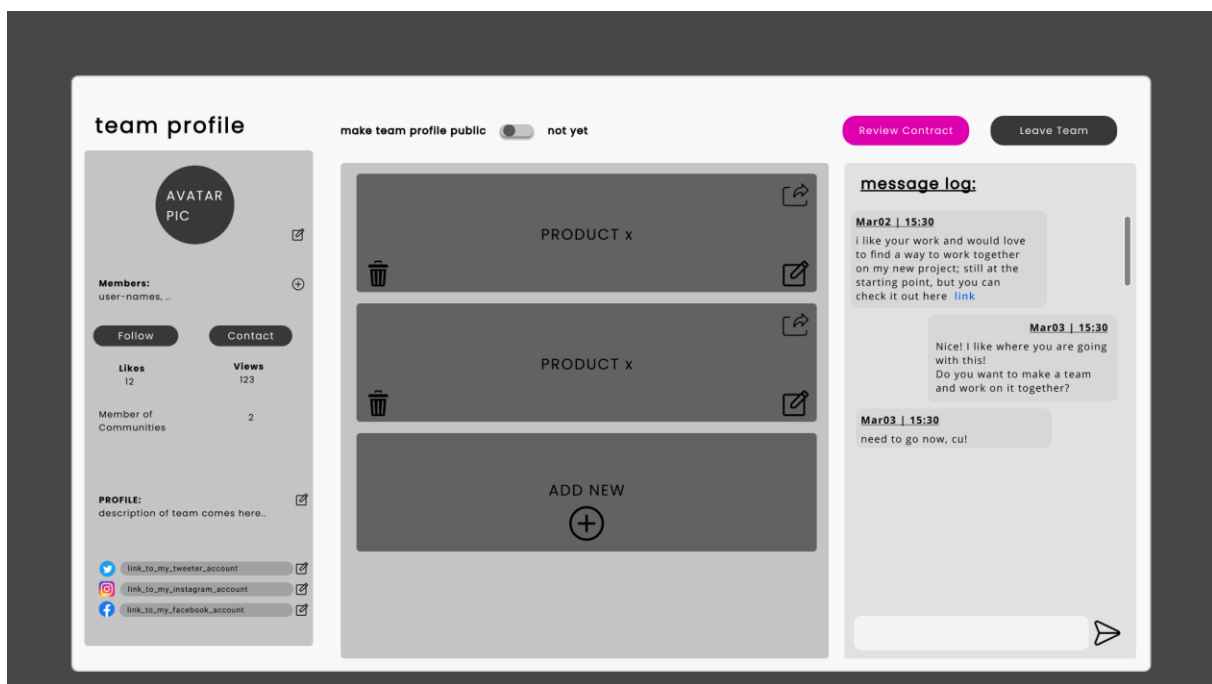 team profile
make team profile public not yet
Review Contract
Leave Team
AVATAR
PIC
Members:
user-names, ..
Follow
Contact
Likes
12
Views
123
Member of
Communities
2
PROFILE:
description of team comes here..
link_to_my_tweeter_account
link_to_my_instagram_account
link_to_my_facebook_account
PRODUCT x
PRODUCT x
ADD NEW
message log:
Mar02 | 15:30
i like your work and would love
to find a way to work together
on my new project; still at the
starting point, but you can
check it out here link
Mar03 | 15:30
Nice! I like where you are going
with this!
Do you want to make a team
and work on it together?
Mar03 | 15:30
need to go now, cu!